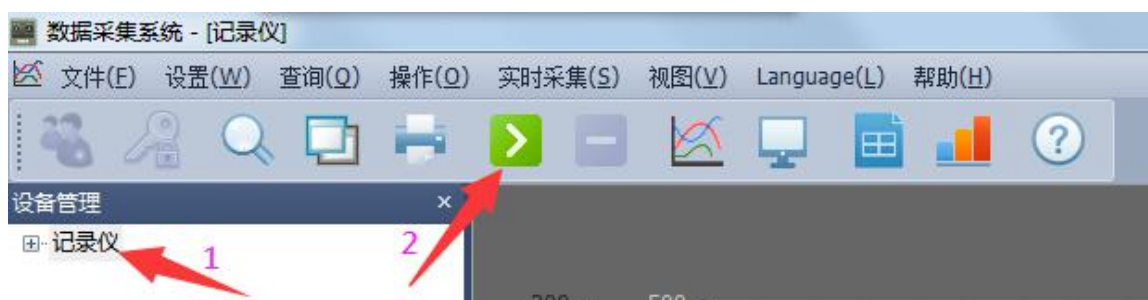 数据采集系统 - [记录仪]
文件(F) 设置(W) 查询(Q) 操作(O) 实时采集(S) 视图(V) Language(L) 帮助(H)
设备管理 ×
记录仪
1
2